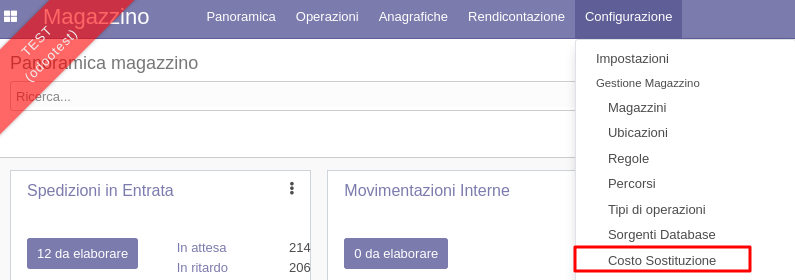 Magazzino
Panoramica Operazioni Anagrafiche Rendicontazione Configurazione
TEST
(odootest)
Panoramica magazzino
Ricerca...
Impostazioni
Gestione Magazzino
Magazzini
Ubicazioni
Regole
Percorsi
Tipi di operazioni
Sorgenti Database
Costo Sostituzione
Spedizioni in Entrata
12 da elaborare
In attesa 214
In ritardo 206
Movimentazioni Interne
0 da elaborare